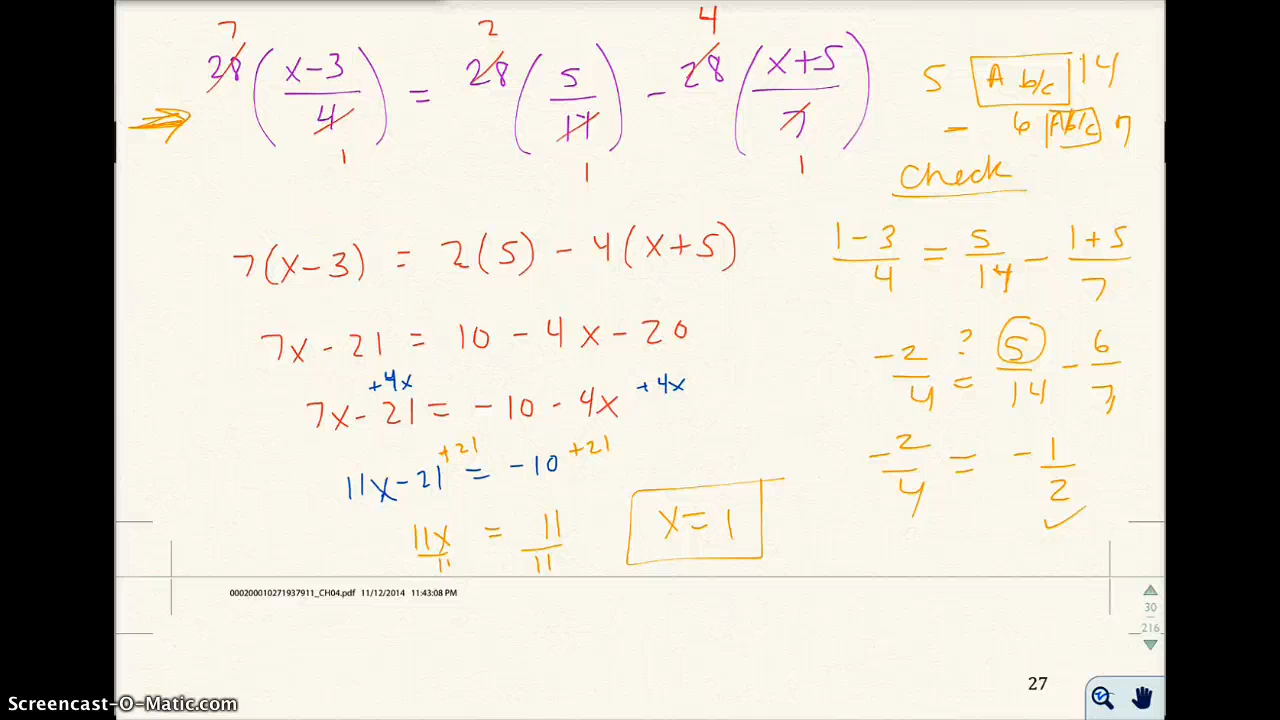 7 2 4
28(x-3/4) = 28(5/14) - 28(x+5/7)
1 1 1
7(x-3) = 2(5) - 4(x+5)
7x - 21 = 10 - 4x - 20
+4x +4x
7x - 21 = -10 - 4x
+21 +21
11x - 21 = -10
11x/11 = 11/11
x = 1
5 A b/c 14
- 6 A b/c 7
Check
1-3/4 = 5/14 - 1+5/7
-2/4 ?= 5/14 - 6/7
-2/4 = -1/2 ✓
000200010271937911_CH04.pdf 11/12/2014 11:43:08 PM
30
216
27
Screencast-O-Matic.com